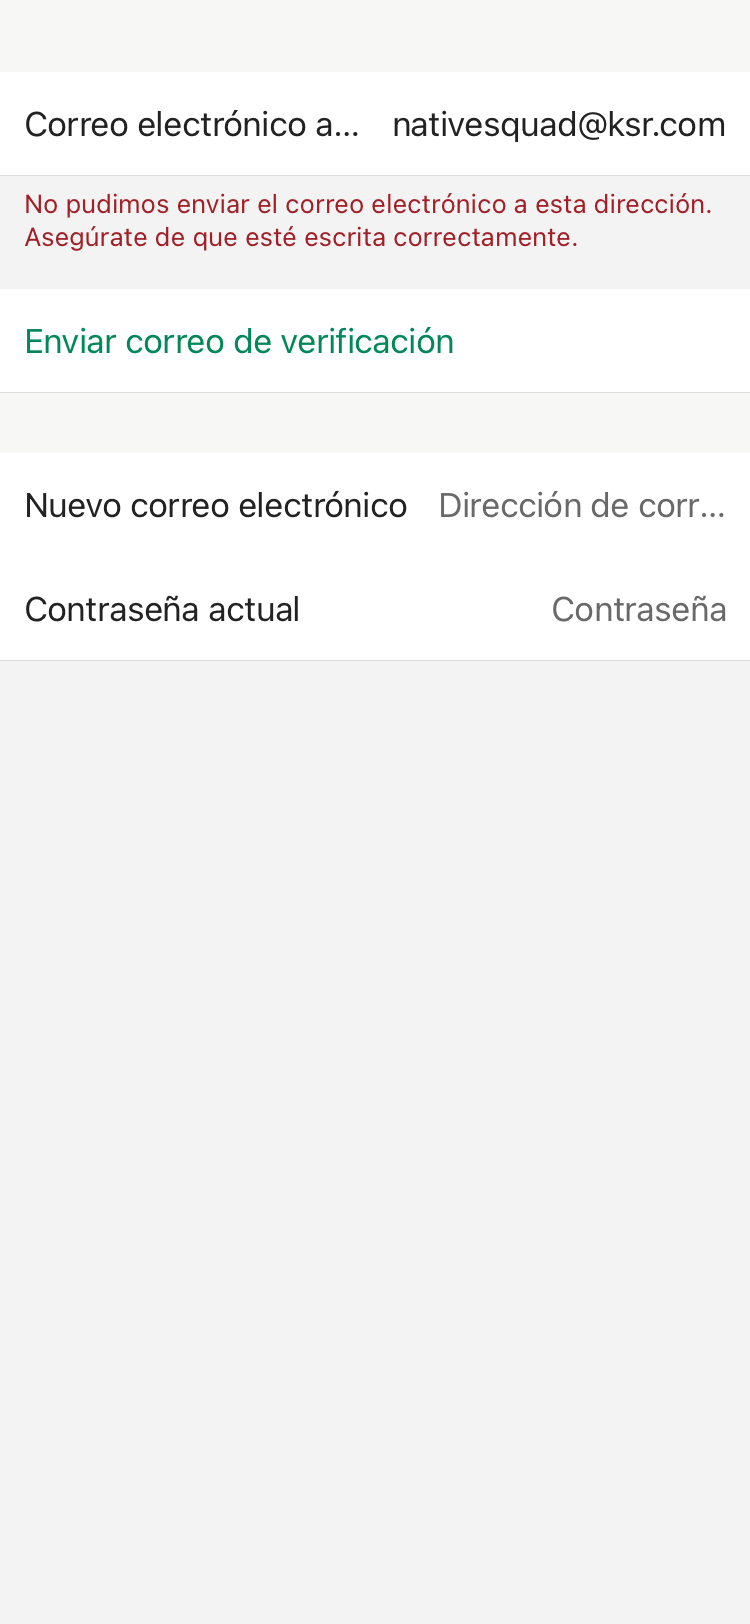 Correo electrónico a... nativesquad@ksr.com
No pudimos enviar el correo electrónico a esta dirección.
Asegúrate de que esté escrita correctamente.
Enviar correo de verificación
Nuevo correo electrónico Dirección de corr...
Contraseña actual Contraseña